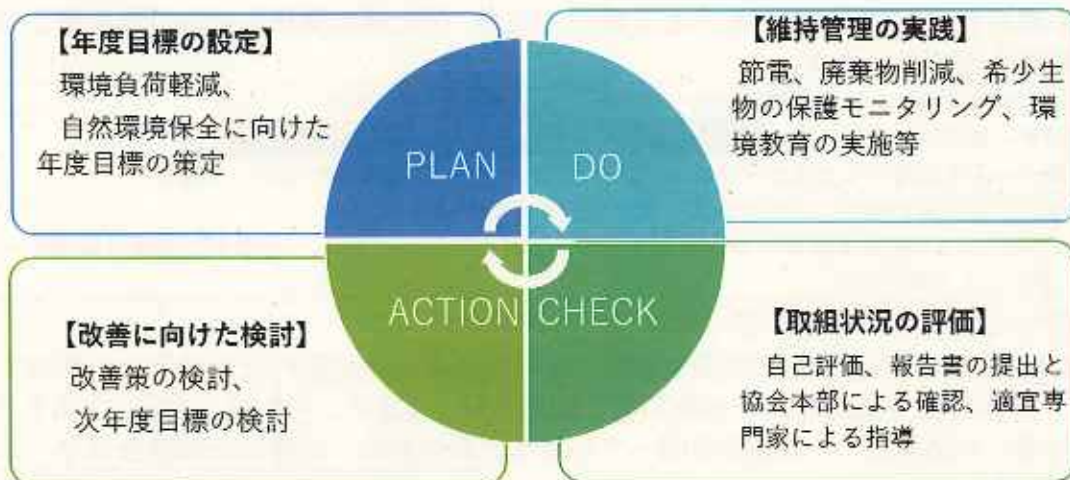 【年度目標の設定】
環境負荷軽減、
自然環境保全に向けた
年度目標の策定
PLAN
DO
【維持管理の実践】
節電、廃棄物削減、希少生
物の保護モニタリング、環
境教育の実施等
【改善に向けた検討】
改善策の検討、
次年度目標の検討
ACTION
CHECK
【取組状況の評価】
自己評価、報告書の提出と
協会本部による確認、適宜専
門家による指導